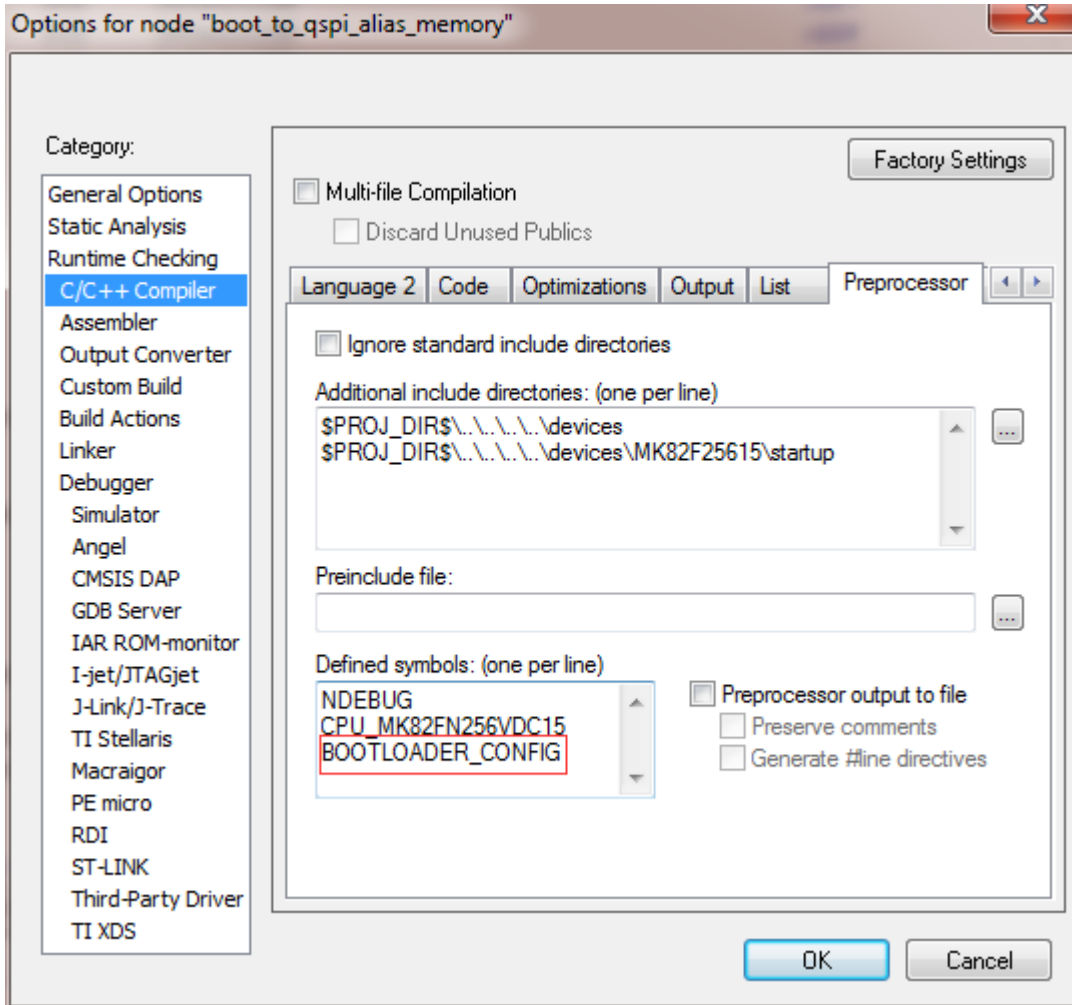 Options for node "boot_to_qspi_alias_memory"
X
Category:
General Options
Static Analysis
Runtime Checking
C/C++ Compiler
Assembler
Output Converter
Custom Build
Build Actions
Linker
Debugger
Simulator
Angel
CMSIS DAP
GDB Server
IAR ROM-monitor
I-jet/JTAGjet
J-Link/J-Trace
TI Stellaris
Macraigor
PE micro
RDI
ST-LINK
Third-Party Driver
TI XDS
Factory Settings
Multi-file Compilation
Discard Unused Publics
Language 2 Code Optimizations Output List Preprocessor
Ignore standard include directories
Additional include directories: (one per line)
$PROJ_DIR$\..\..\..\..\devices
$PROJ_DIR$\..\..\..\..\devices\MK82F25615\startup
...
Preinclude file:
...
Defined symbols: (one per line)
NDEBUG
CPU_MK82FN256VDC15
BOOTLOADER_CONFIG
Preprocessor output to file
Preserve comments
Generate #line directives
OK
Cancel